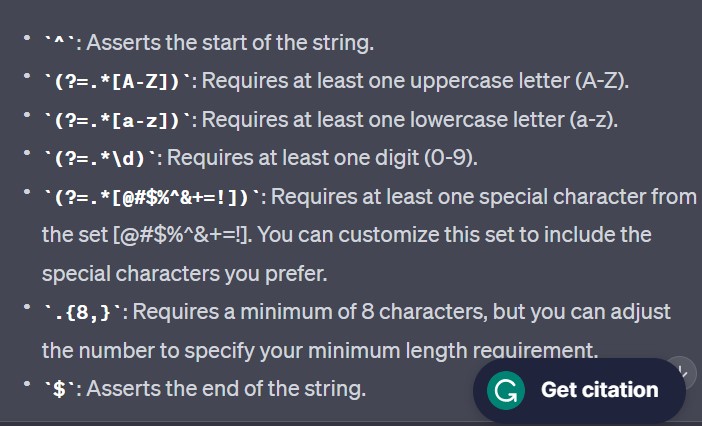 • `^`: Asserts the start of the string.
• `(?=.*[A-Z])`: Requires at least one uppercase letter (A-Z).
• `(?=.*[a-z])`: Requires at least one lowercase letter (a-z).
• `(?=.*\d)`: Requires at least one digit (0-9).
• `(?=.*[@#$%^&+=!])`: Requires at least one special character from
the set [@#$%^&+=!]. You can customize this set to include the
special characters you prefer.
• `.{8,}`: Requires a minimum of 8 characters, but you can adjust
the number to specify your minimum length requirement.
• `$`: Asserts the end of the string.
Get citation